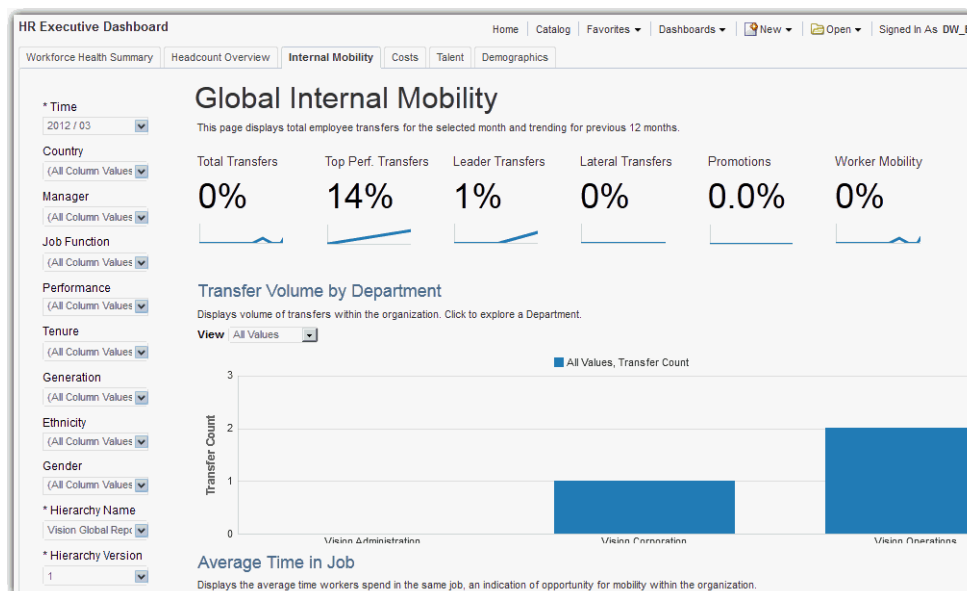 HR Executive Dashboard
Home Catalog Favorites Dashboards New Open Signed In As
Workforce Health Summary Headcount Overview Internal Mobility Costs Talent Demographics
* Time
2012 / 03
Country
(All Column Values
Manager
(All Column Values
Job Function
(All Column Values
Performance
(All Column Values
Tenure
(All Column Values
Generation
(All Column Values
Ethnicity
(All Column Values
Gender
(All Column Values
* Hierarchy Name
Vision Global Repo
* Hierarchy Version
1
Global Internal Mobility
This page displays total employee transfers for the selected month and trending for previous 12 months.
Total Transfers Top Perf. Transfers Leader Transfers Lateral Transfers Promotions Worker Mobility
0% 14% 1% 0% 0.0% 0%
Transfer Volume by Department
Displays volume of transfers within the organization. Click to explore a Department.
View All Values
All Values, Transfer Count
Transfer Count
3
2
1
0
Vision Administration Vision Corporation Vision Operations
Average Time in Job
Displays the average time workers spend in the same job, an indication of opportunity for mobility within the organization.